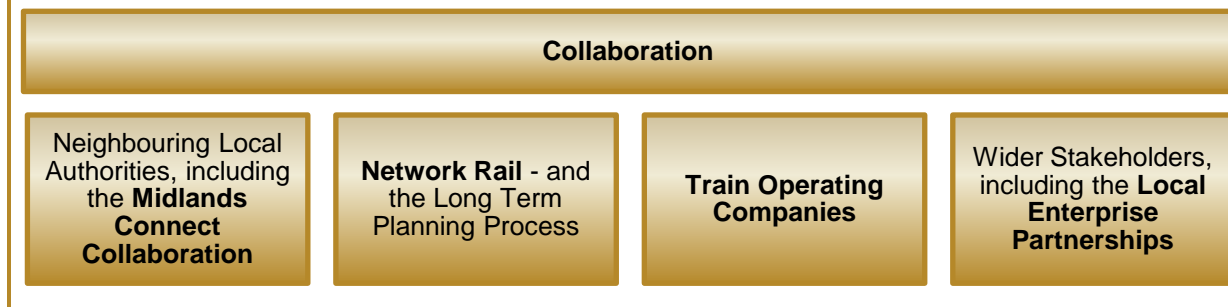 Collaboration
Neighbouring Local
Authorities, including
the Midlands
Connect
Collaboration
Network Rail - and
the Long Term
Planning Process
Train Operating
Companies
Wider Stakeholders,
including the Local
Enterprise
Partnerships